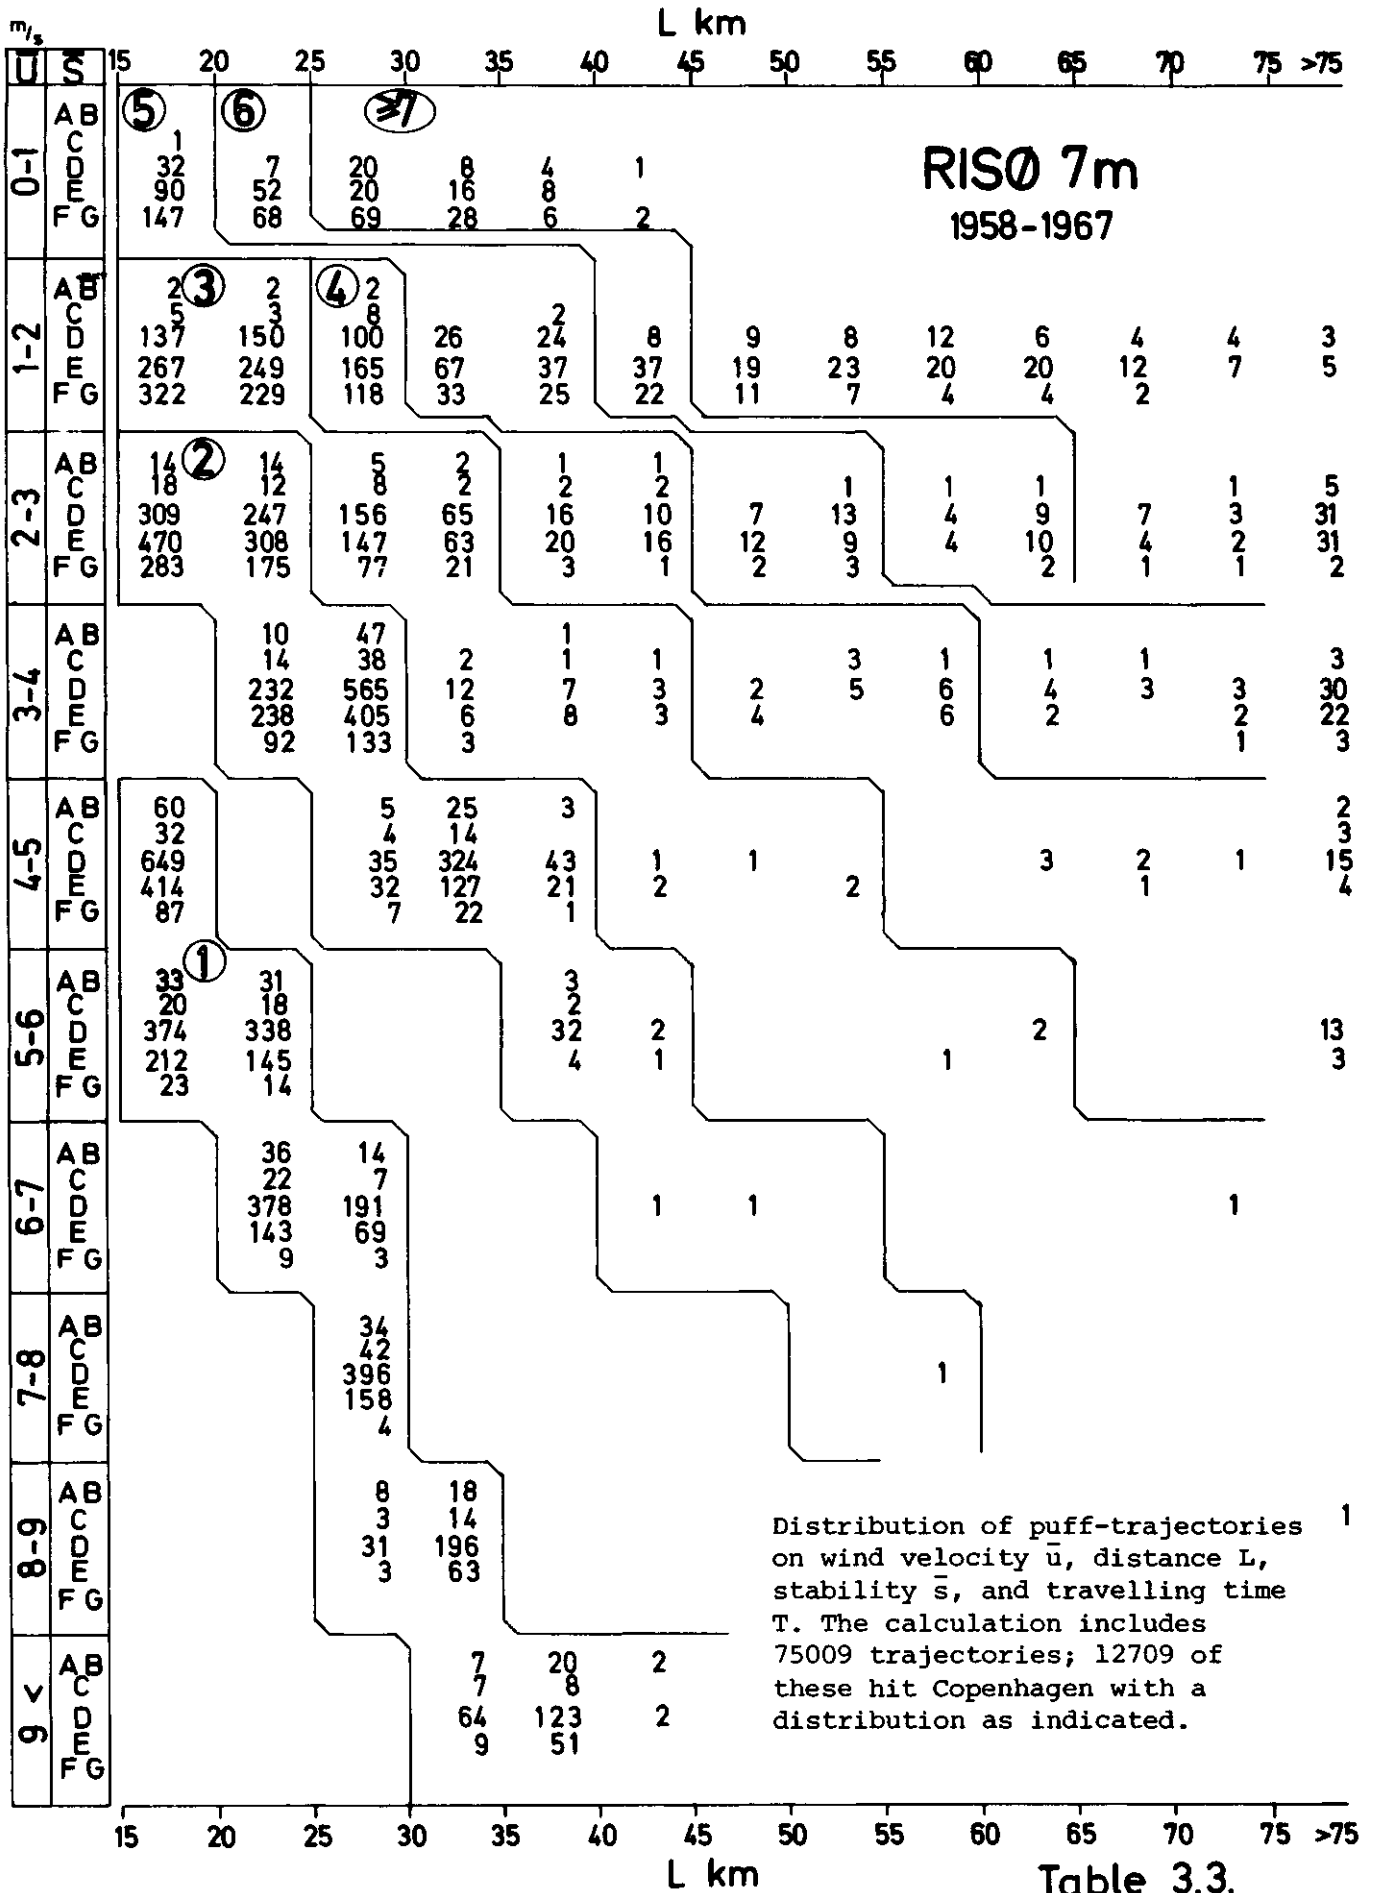 L km
m/s
Ū S̄ 15 20 25 30 35 40 45 50 55 60 65 70 75 >75
⑤ ⑥ ≥7
RISØ 7m
1958-1967
0-1
AB
C 1
D 32 7 20 8 4 1
E 90 52 20 16 8
FG 147 68 69 28 6 2
1-2
③ ④
AB 2 2 2
C 5 3 8 2
D 137 150 100 26 24 8 9 8 12 6 4 4 3
E 267 249 165 67 37 37 19 23 20 20 12 7 5
FG 322 229 118 33 25 22 11 7 4 4 2
2-3
②
AB 14 14 5 2 1 1
C 18 12 8 2 2 2 1 1 1 1 5
D 309 247 156 65 16 10 7 13 4 9 7 3 31
E 470 308 147 63 20 16 12 9 4 10 4 2 31
FG 283 175 77 21 3 1 2 3 2 1 1 2
3-4
AB 10 47 1
C 14 38 2 1 1 3 1 1 1 3
D 232 565 12 7 3 2 5 6 4 3 3 30
E 238 405 6 8 3 4 6 2 2 22
FG 92 133 3 1 3
4-5
AB 60 5 25 3 2
C 32 4 14 3
D 649 35 324 43 1 1 3 2 1 15
E 414 32 127 21 2 2 1 4
FG 87 7 22 1
5-6
①
AB 33 31 3
C 20 18 2
D 374 338 32 2 2 13
E 212 145 4 1 1 3
FG 23 14
6-7
AB 36 14
C 22 7
D 378 191 1 1 1
E 143 69
FG 9 3
7-8
AB 34
C 42
D 396 1
E 158
FG 4
8-9
AB 8 18
C 3 14 1
D 31 196
E 3 63
FG
9 <
AB 7 20 2
C 7 8
D 64 123 2
E 9 51
FG
Distribution of puff-trajectories
on wind velocity ū, distance L,
stability s̄, and travelling time
T. The calculation includes
75009 trajectories; 12709 of
these hit Copenhagen with a
distribution as indicated.
15 20 25 30 35 40 45 50 55 60 65 70 75 >75
L km
Table 3.3.